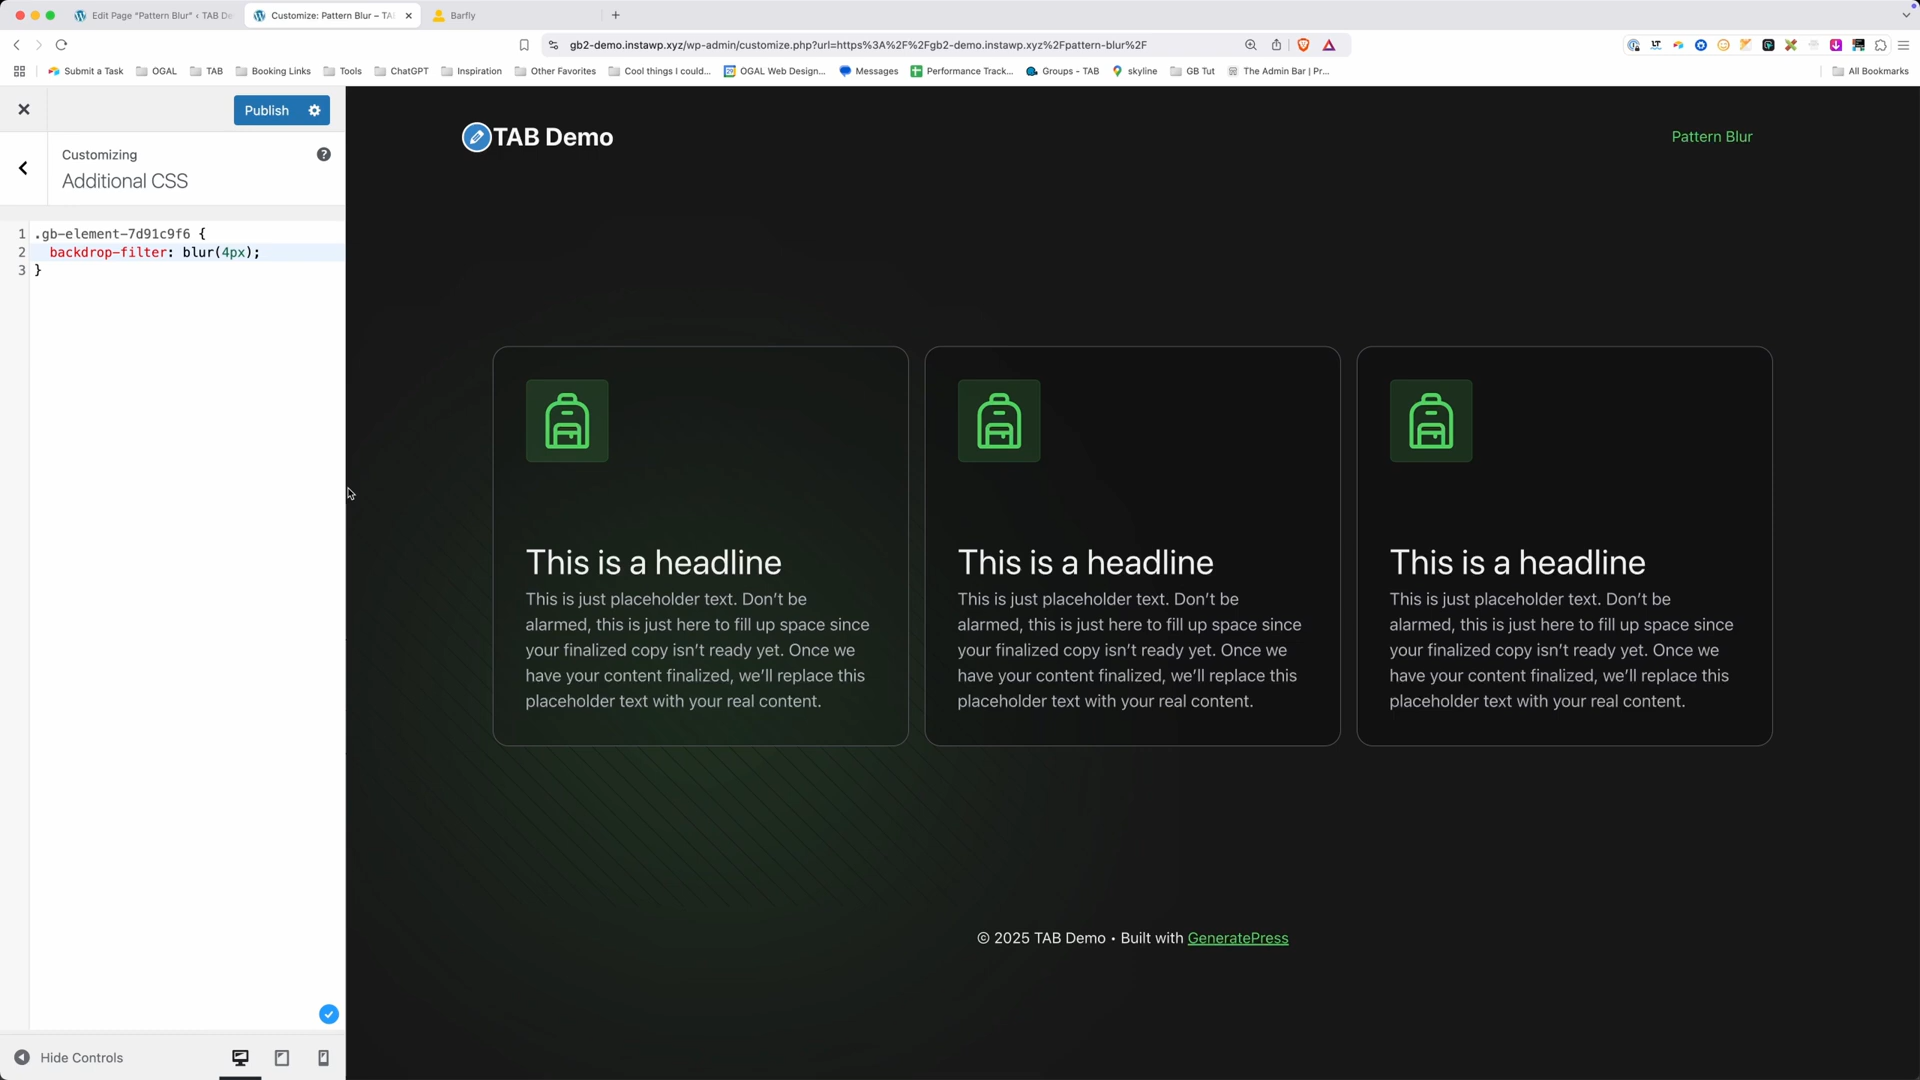 Edit Page "Pattern Blur" ‹ TAB De
Customize: Pattern Blur – TA
Barfly
gb2-demo.instawp.xyz/wp-admin/customize.php?url=https%3A%2F%2Fgb2-demo.instawp.xyz%2Fpattern-blur%2F
Submit a Task
OGAL
TAB
Booking Links
Tools
ChatGPT
Inspiration
Other Favorites
Cool things I could...
OGAL Web Design...
Messages
Performance Track...
Groups - TAB
skyline
GB Tut
The Admin Bar | Pr...
All Bookmarks
Publish
Customizing
Additional CSS
1 .gb-element-7d91c9f6 {
2 backdrop-filter: blur(4px);
3 }
Hide Controls
TAB Demo
Pattern Blur
This is a headline
This is just placeholder text. Don't be
alarmed, this is just here to fill up space since
your finalized copy isn't ready yet. Once we
have your content finalized, we'll replace this
placeholder text with your real content.
This is a headline
This is just placeholder text. Don't be
alarmed, this is just here to fill up space since
your finalized copy isn't ready yet. Once we
have your content finalized, we'll replace this
placeholder text with your real content.
This is a headline
This is just placeholder text. Don't be
alarmed, this is just here to fill up space since
your finalized copy isn't ready yet. Once we
have your content finalized, we'll replace this
placeholder text with your real content.
© 2025 TAB Demo • Built with GeneratePress